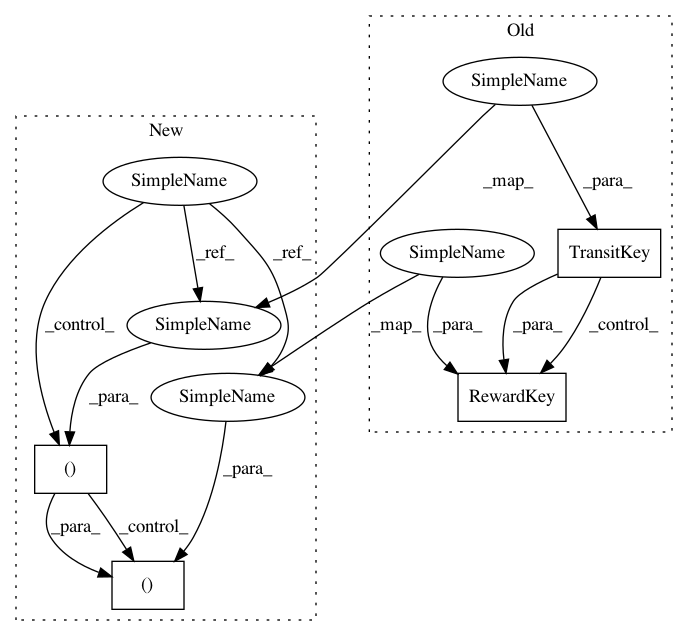 Old
SimpleName
New
SimpleName
_map_
_para_
_ref_
_ref_
SimpleName
TransitKey
_control_
SimpleName
_map_
_para_
_para_
_control_
_para_
SimpleName
RewardKey
()
_para_
_para_
_control_
()